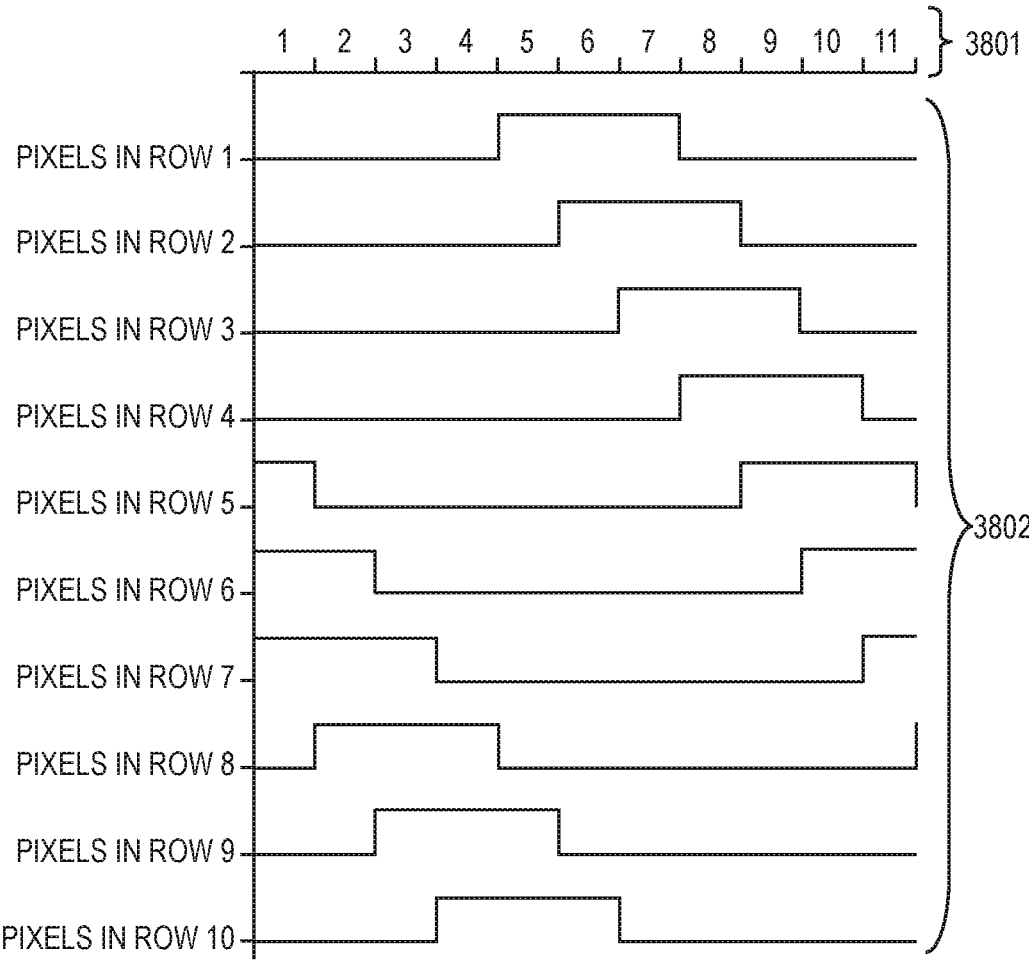 1 2 3 4 5 6 7 8 9 10 11
3801
PIXELS IN ROW 1
PIXELS IN ROW 2
PIXELS IN ROW 3
PIXELS IN ROW 4
PIXELS IN ROW 5
3802
PIXELS IN ROW 6
PIXELS IN ROW 7
PIXELS IN ROW 8
PIXELS IN ROW 9
PIXELS IN ROW 10